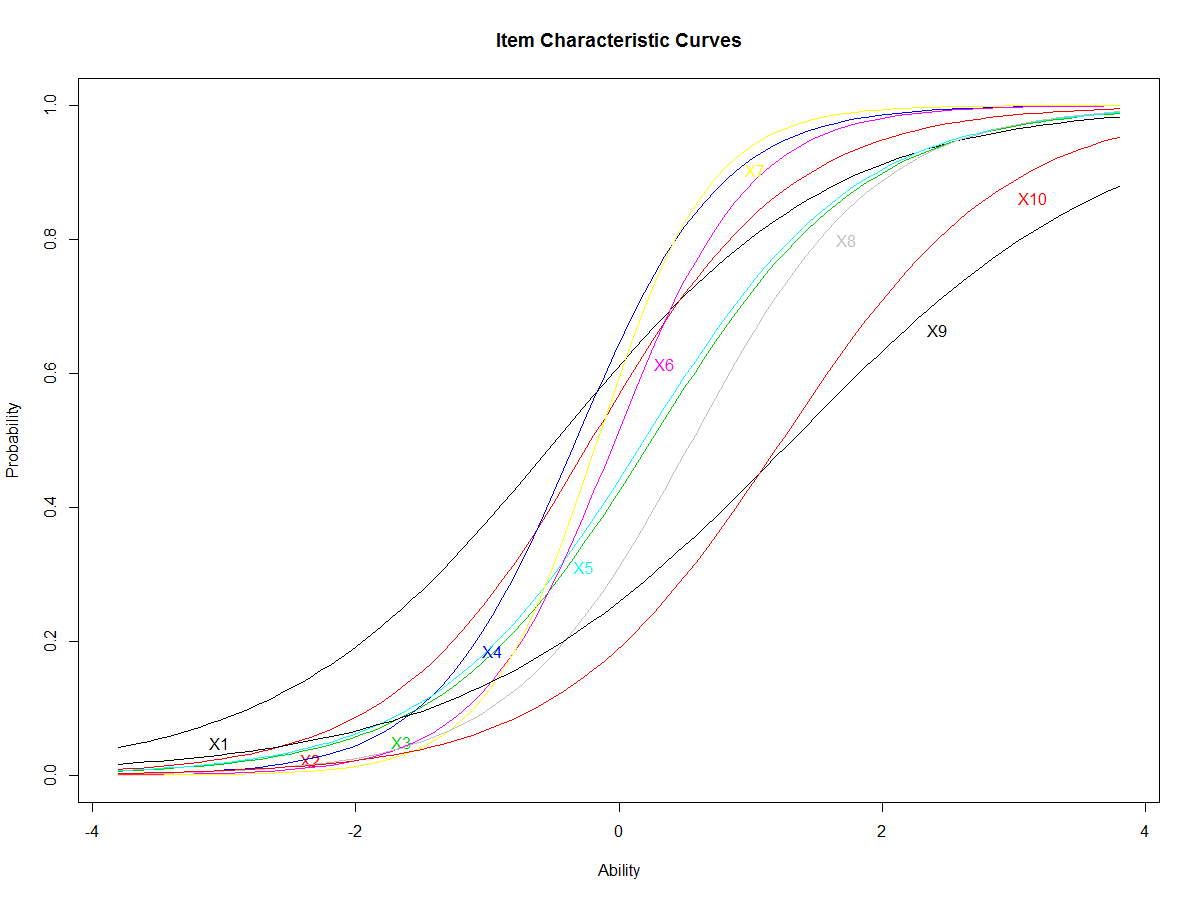 Item Characteristic Curves
1.0
0.8
0.6
0.4
0.2
0.0
Probability
X7
X10
X8
X9
X6
X5
X4
X1
X3
X2
-4
-2
0
2
4
Ability